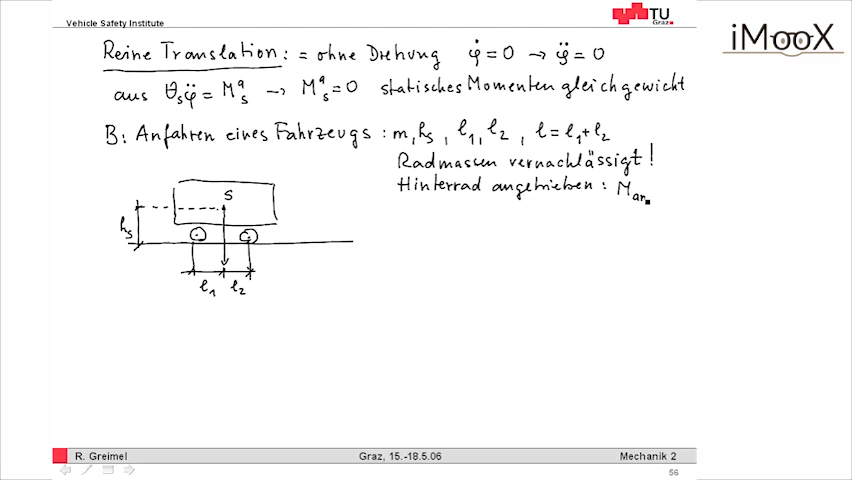 Vehicle Safety Institute
TU
Graz
iMooX
Reine Translation: = ohne Drehung φ̇ = 0 → φ̈ = 0
aus θₛφ̈ = Mₛᵃ → Mₛᵃ = 0 statisches Momentengleichgewicht
B: Anfahren eines Fahrzeugs: m, hₛ, l₁, l₂, l = l₁ + l₂
Radmassen vernachlässigt!
Hinterrad angetrieben: Man
S
hₛ
l₁ l₂
R. Greimel Graz, 15.-18.5.06 Mechanik 2
56